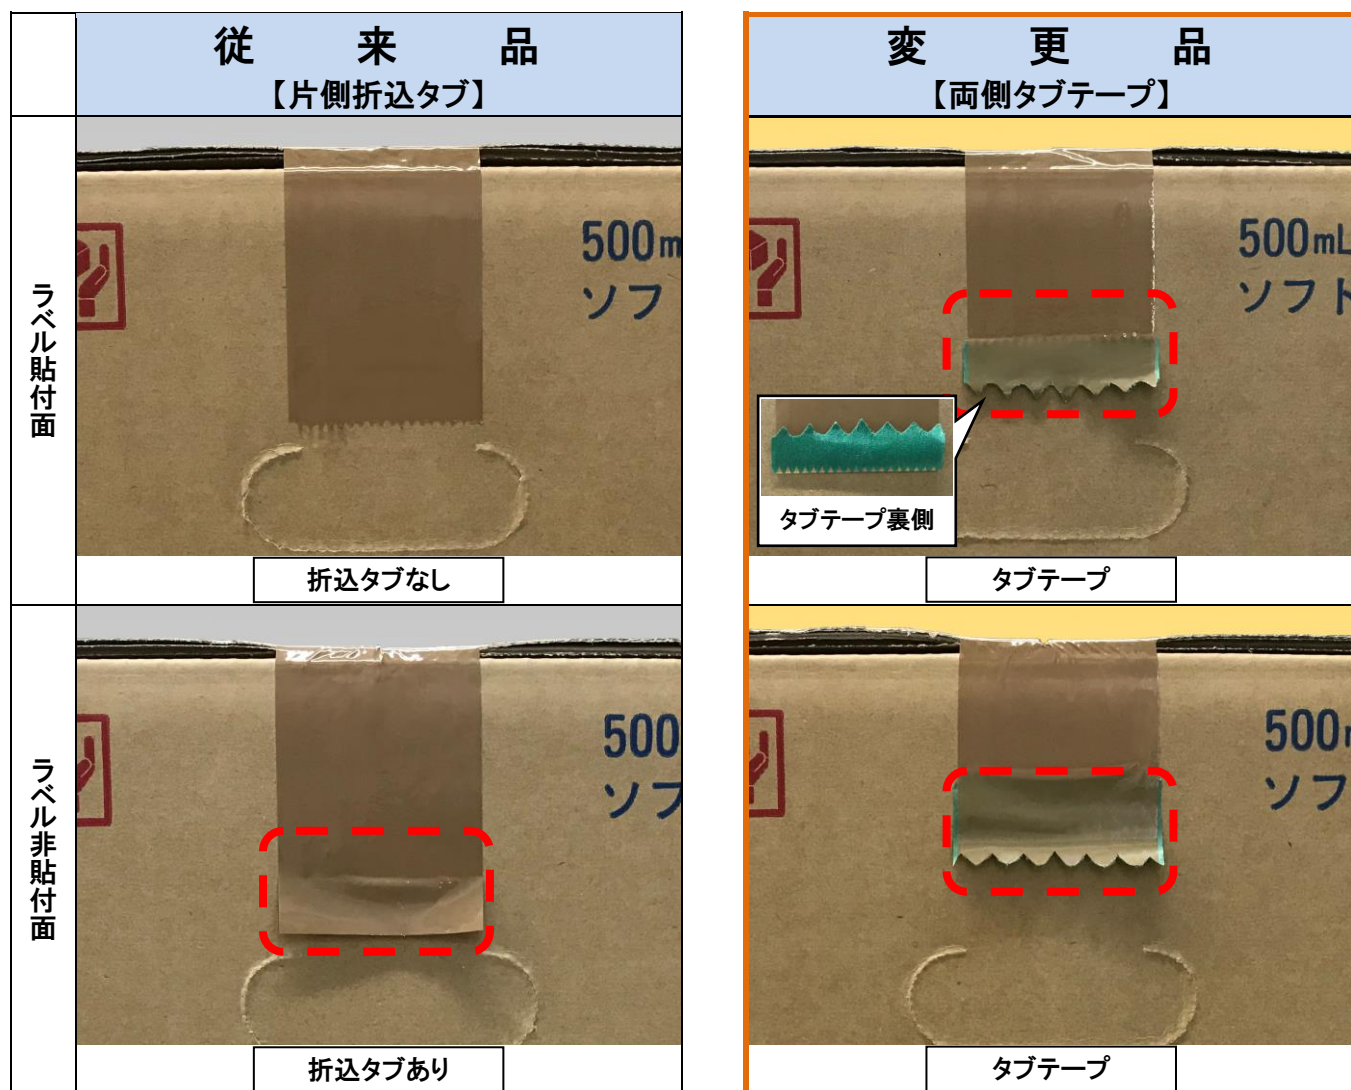 従来品
【片側折込タブ】
変更品
【両側タブテープ】
ラベル貼付面
500m
ソフ
折込タブなし
500mL
ソフト
タブテープ裏側
タブテープ
ラベル非貼付面
500
ソフ
折込タブあり
500m
ソフ
タブテープ